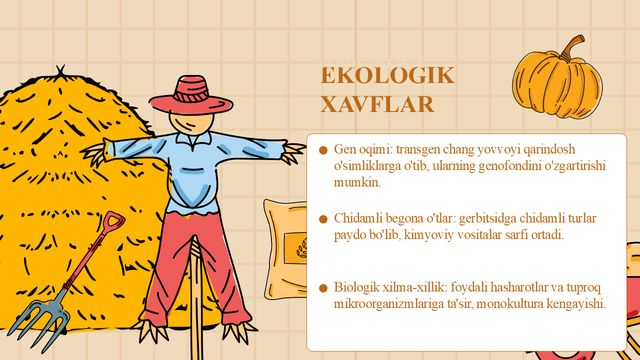 EKOLOGIK
XAVFLAR
Gen oqimi: transgen chang yovvoyi qarindosh
o'simliklarga o'tib, ularning genofondini o'zgartirishi
mumkin.
Chidamli begona o'tlar: gerbitsidga chidamli turlar
paydo bo'lib, kimyoviy vositalar sarfi ortadi.
Biologik xilma-xillik: foydali hasharotlar va tuproq
mikroorganizmlariga ta'sir, monokultura kengayishi.